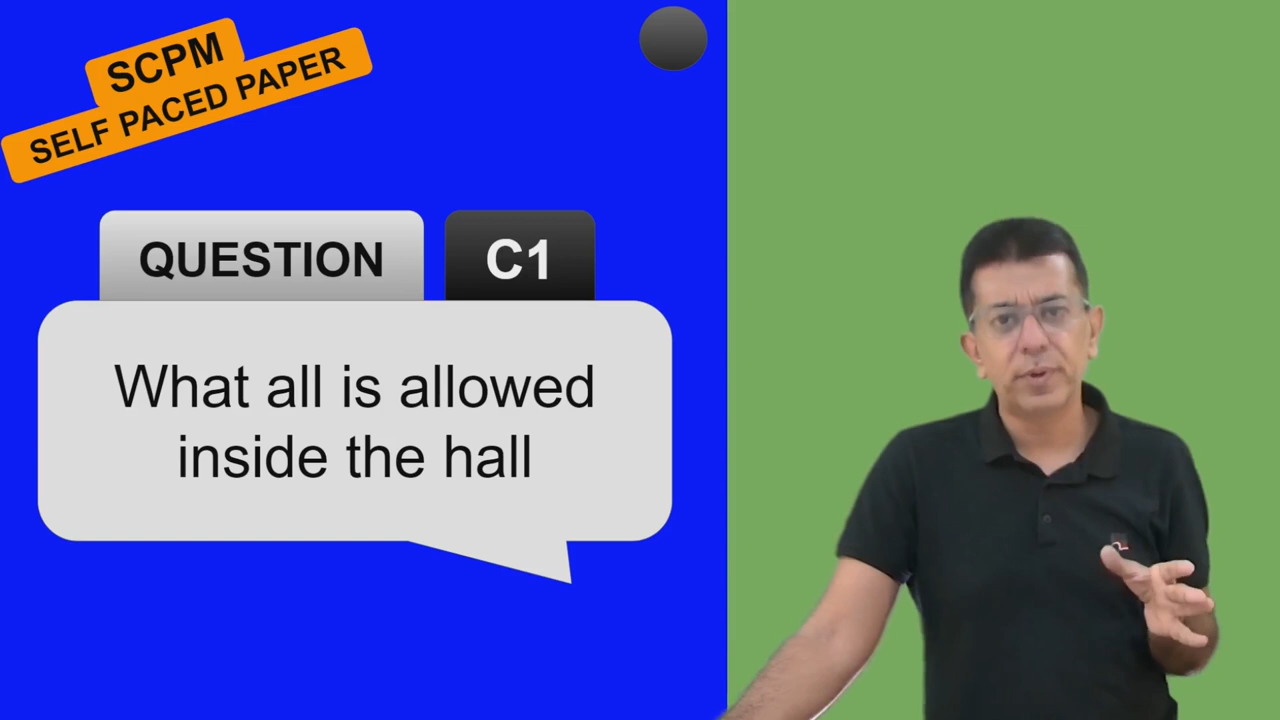 SCPM
SELF PACED PAPER
QUESTION
C1
What all is allowed
inside the hall